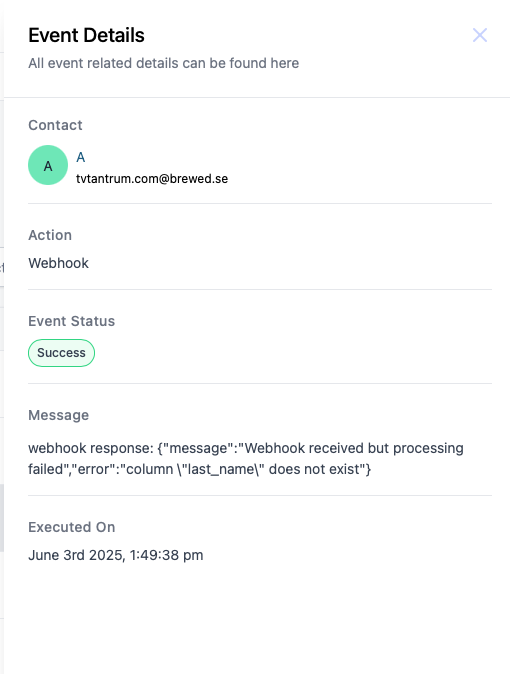 Event Details
All event related details can be found here
Contact
A
A
tvtantrum.com@brewed.se
Action
Webhook
Event Status
Success
Message
webhook response: {"message":"Webhook received but processing
failed","error":"column \"last_name\" does not exist"}
Executed On
June 3rd 2025, 1:49:38 pm